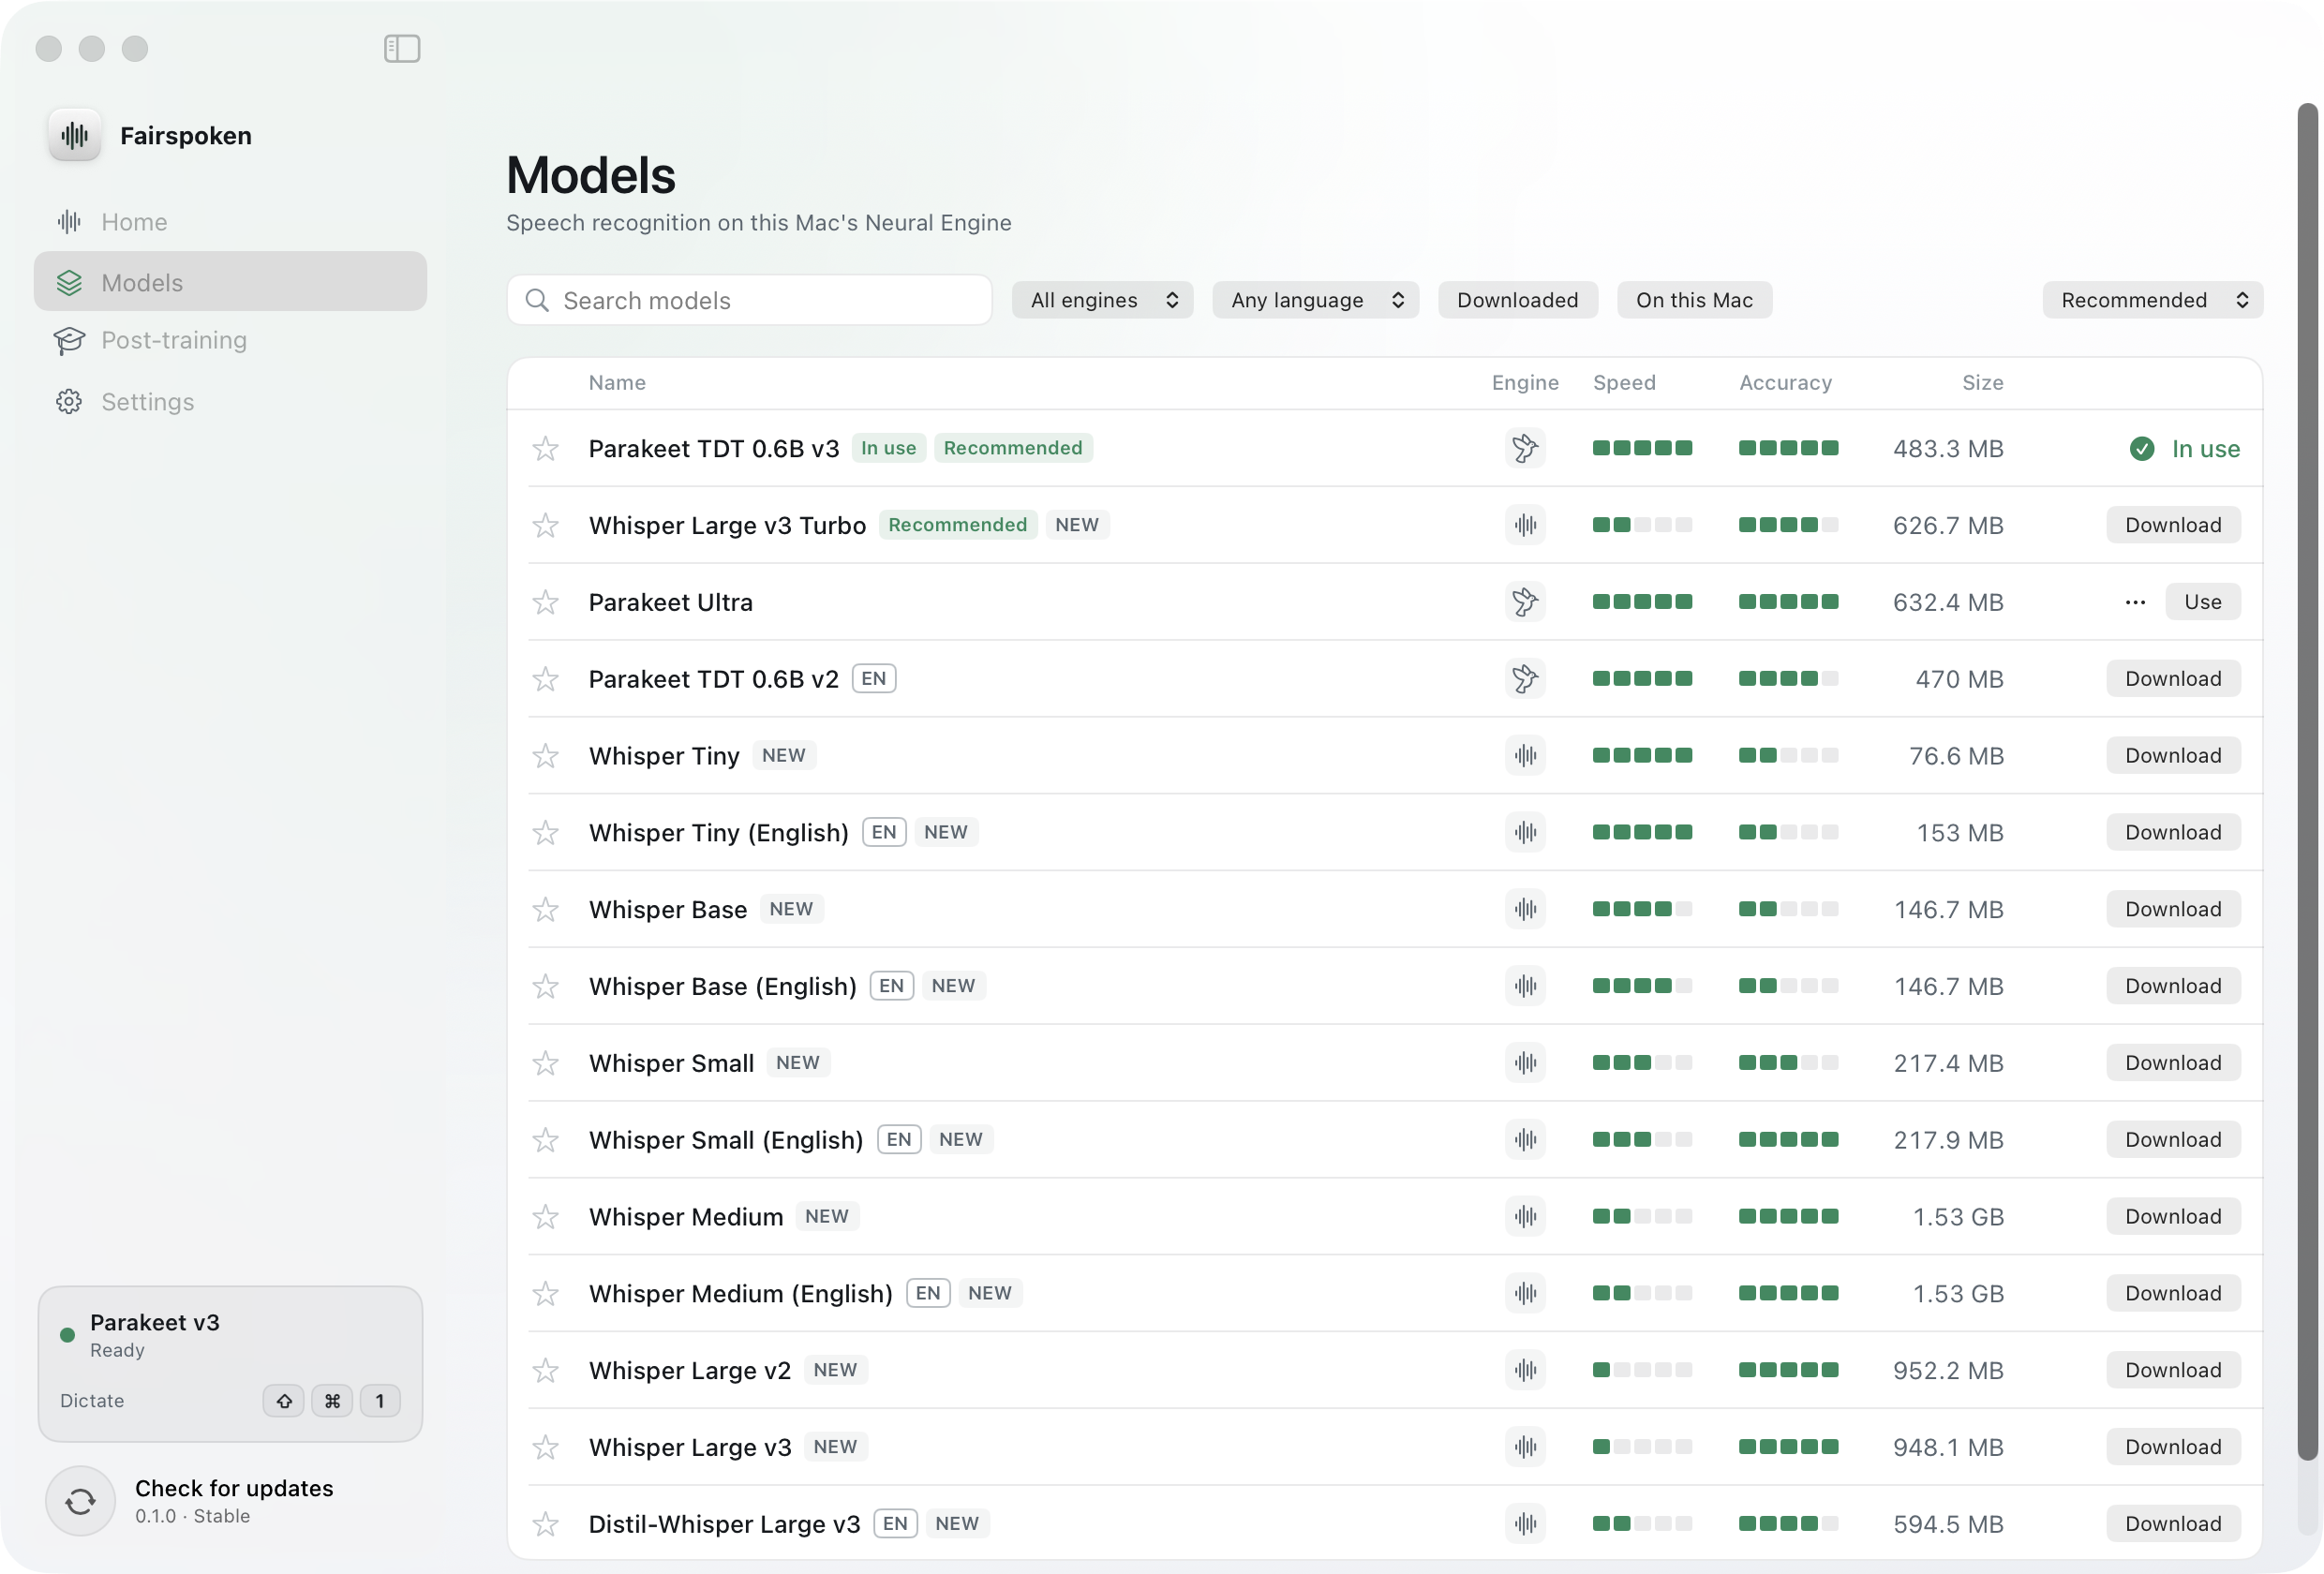 Fairspoken
Home
Models
Post-training
Settings
Parakeet v3
Ready
Dictate ⇧ ⌘ 1
Check for updates
0.1.0 · Stable
Models
Speech recognition on this Mac's Neural Engine
Search models All engines Any language Downloaded On this Mac Recommended
Name Engine Speed Accuracy Size
Parakeet TDT 0.6B v3 In use Recommended 483.3 MB In use
Whisper Large v3 Turbo Recommended NEW 626.7 MB Download
Parakeet Ultra 632.4 MB ··· Use
Parakeet TDT 0.6B v2 EN 470 MB Download
Whisper Tiny NEW 76.6 MB Download
Whisper Tiny (English) EN NEW 153 MB Download
Whisper Base NEW 146.7 MB Download
Whisper Base (English) EN NEW 146.7 MB Download
Whisper Small NEW 217.4 MB Download
Whisper Small (English) EN NEW 217.9 MB Download
Whisper Medium NEW 1.53 GB Download
Whisper Medium (English) EN NEW 1.53 GB Download
Whisper Large v2 NEW 952.2 MB Download
Whisper Large v3 NEW 948.1 MB Download
Distil-Whisper Large v3 EN NEW 594.5 MB Download